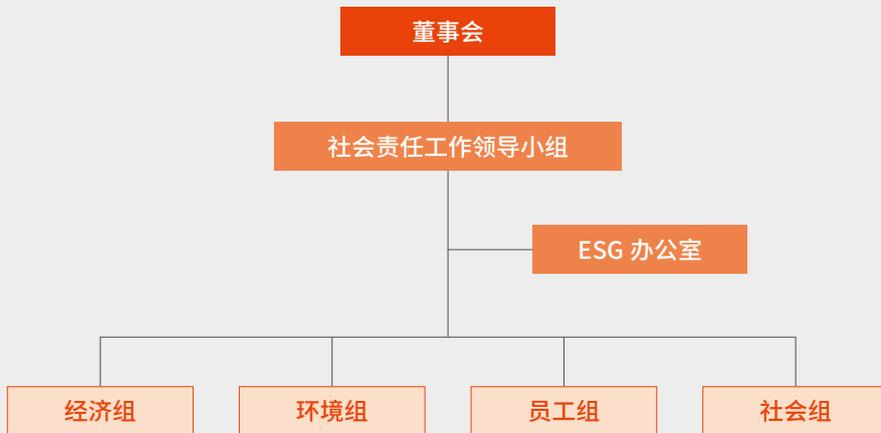 董事会
社会责任工作领导小组
ESG 办公室
经济组
环境组
员工组
社会组